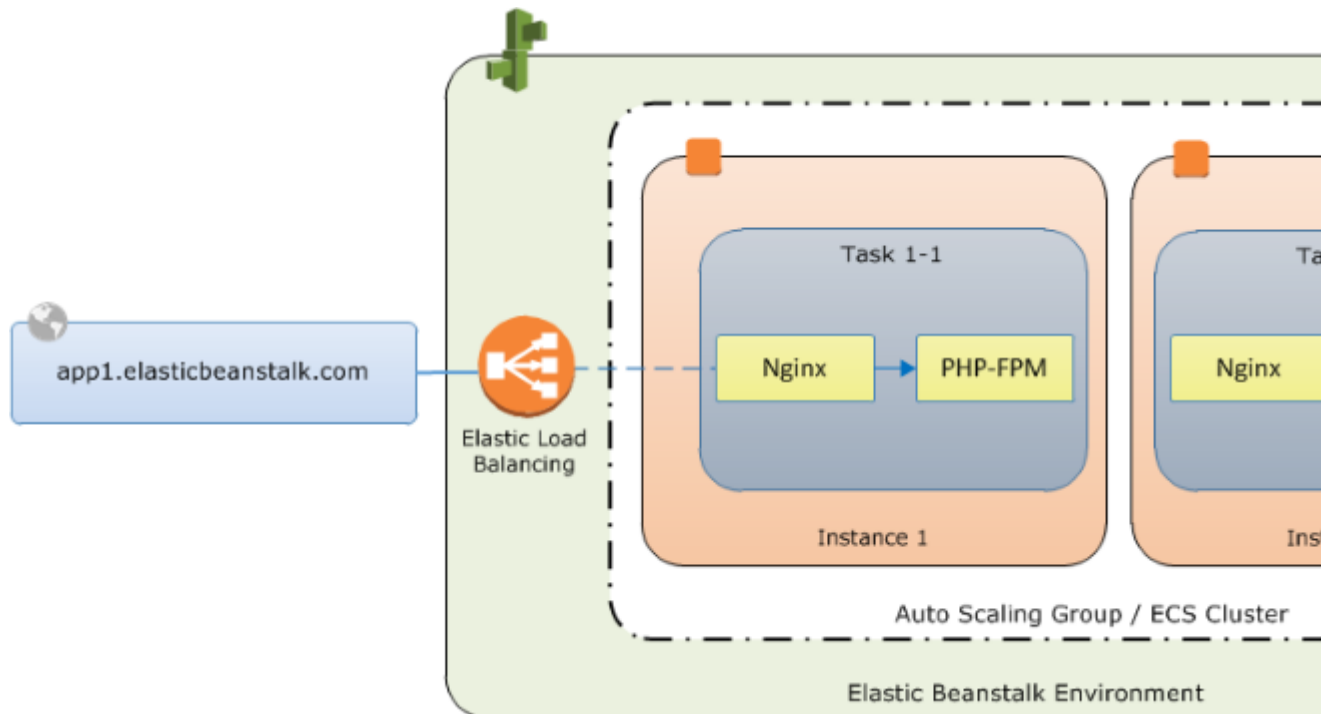 Task 1-1
app1.elasticbeanstalk.com
Nginx
PHP-FPM
Nginx
Elastic Load
Balancing
Instance 1
Auto Scaling Group / ECS Cluster
Elastic Beanstalk Environment